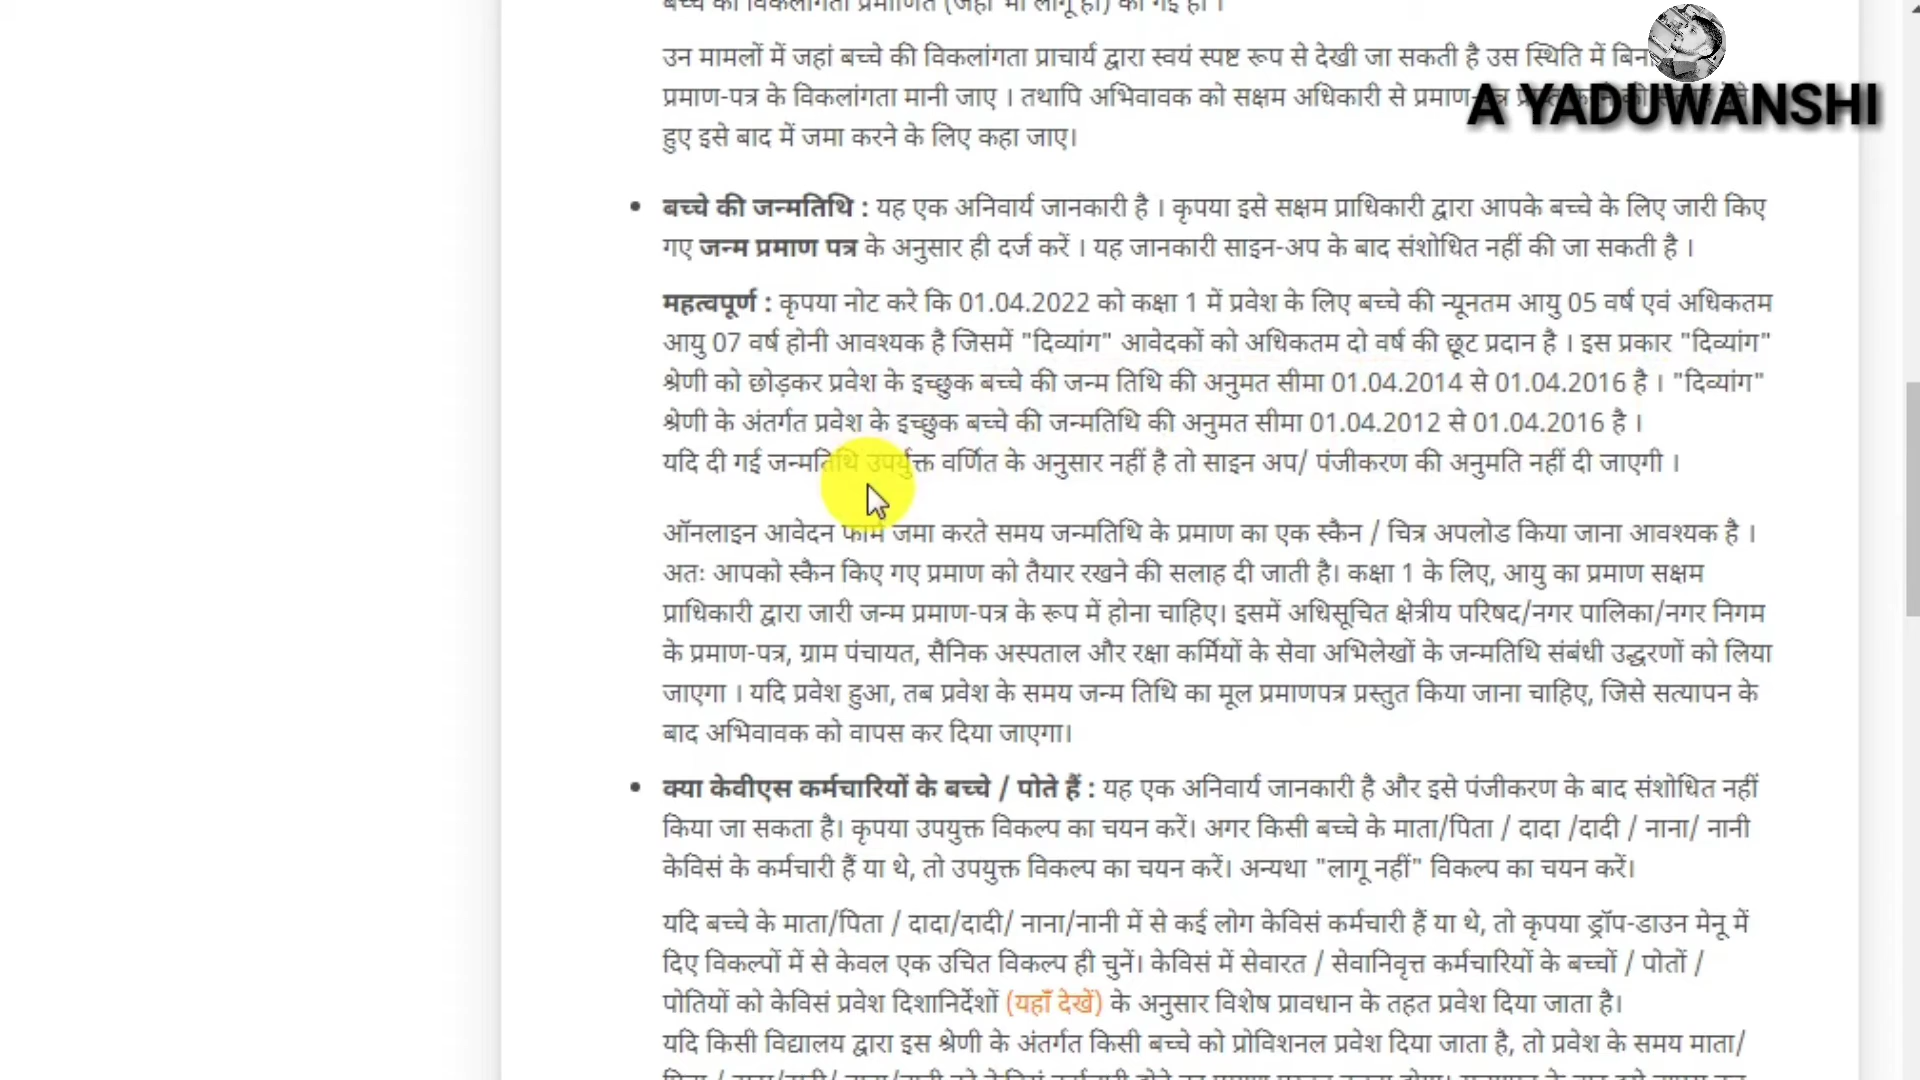 बच्चे की विकलांगता प्रमाणित (जहाँ भी लागू हो) की गई हो ।
उन मामलों में जहां बच्चे की विकलांगता प्राचार्य द्वारा स्वयं स्पष्ट रूप से देखी जा सकती है उस स्थिति में
प्रमाण-पत्र के विकलांगता मानी जाए । तथापि अभिवावक को सक्षम अधिकारी से
A YADUWANSHI
हुए इसे बाद में जमा करने के लिए कहा जाए।
बच्चे की जन्मतिथि : यह एक अनिवार्य जानकारी है । कृपया इसे सक्षम प्राधिकारी द्वारा आपके बच्चे के लिए जारी किए
गए जन्म प्रमाण पत्र के अनुसार ही दर्ज करें । यह जानकारी साइन-अप के बाद संशोधित नहीं की जा सकती है ।
महत्वपूर्ण : कृपया नोट करे कि 01.04.2022 को कक्षा 1 में प्रवेश के लिए बच्चे की न्यूनतम आयु 05 वर्ष एवं अधिकतम
आयु 07 वर्ष होनी आवश्यक है जिसमें "दिव्यांग" आवेदकों को अधिकतम दो वर्ष की छूट प्रदान है । इस प्रकार "दिव्यांग"
श्रेणी को छोड़कर प्रवेश के इच्छुक बच्चे की जन्म तिथि की अनुमत सीमा 01.04.2014 से 01.04.2016 है । "दिव्यांग"
श्रेणी के अंतर्गत प्रवेश के इच्छुक बच्चे की जन्मतिथि की अनुमत सीमा 01.04.2012 से 01.04.2016 है ।
यदि दी गई जन्मतिथि उपर्युक्त वर्णित के अनुसार नहीं है तो साइन अप/ पंजीकरण की अनुमति नहीं दी जाएगी ।
ऑनलाइन आवेदन फार्म जमा करते समय जन्मतिथि के प्रमाण का एक स्कैन / चित्र अपलोड किया जाना आवश्यक है ।
अतः आपको स्कैन किए गए प्रमाण को तैयार रखने की सलाह दी जाती है। कक्षा 1 के लिए, आयु का प्रमाण सक्षम
प्राधिकारी द्वारा जारी जन्म प्रमाण-पत्र के रूप में होना चाहिए। इसमें अधिसूचित क्षेत्रीय परिषद/नगर पालिका/नगर निगम
के प्रमाण-पत्र, ग्राम पंचायत, सैनिक अस्पताल और रक्षा कर्मियों के सेवा अभिलेखों के जन्मतिथि संबंधी उद्धरणों को लिया
जाएगा । यदि प्रवेश हुआ, तब प्रवेश के समय जन्म तिथि का मूल प्रमाणपत्र प्रस्तुत किया जाना चाहिए, जिसे सत्यापन के
बाद अभिवावक को वापस कर दिया जाएगा।
क्या केवीएस कर्मचारियों के बच्चे / पोते हैं : यह एक अनिवार्य जानकारी है और इसे पंजीकरण के बाद संशोधित नहीं
किया जा सकता है। कृपया उपयुक्त विकल्प का चयन करें। अगर किसी बच्चे के माता/पिता / दादा /दादी / नाना/ नानी
केविसं के कर्मचारी हैं या थे, तो उपयुक्त विकल्प का चयन करें। अन्यथा "लागू नहीं" विकल्प का चयन करें।
यदि बच्चे के माता/पिता / दादा/दादी/ नाना/नानी में से कई लोग केविसं कर्मचारी हैं या थे, तो कृपया ड्रॉप-डाउन मेनू में
दिए विकल्पों में से केवल एक उचित विकल्प ही चुनें। केविसं में सेवारत / सेवानिवृत्त कर्मचारियों के बच्चों / पोतों /
पोतियों को केविसं प्रवेश दिशानिर्देशों (यहाँ देखें) के अनुसार विशेष प्रावधान के तहत प्रवेश दिया जाता है।
यदि किसी विद्यालय द्वारा इस श्रेणी के अंतर्गत किसी बच्चे को प्रोविशनल प्रवेश दिया जाता है, तो प्रवेश के समय माता/